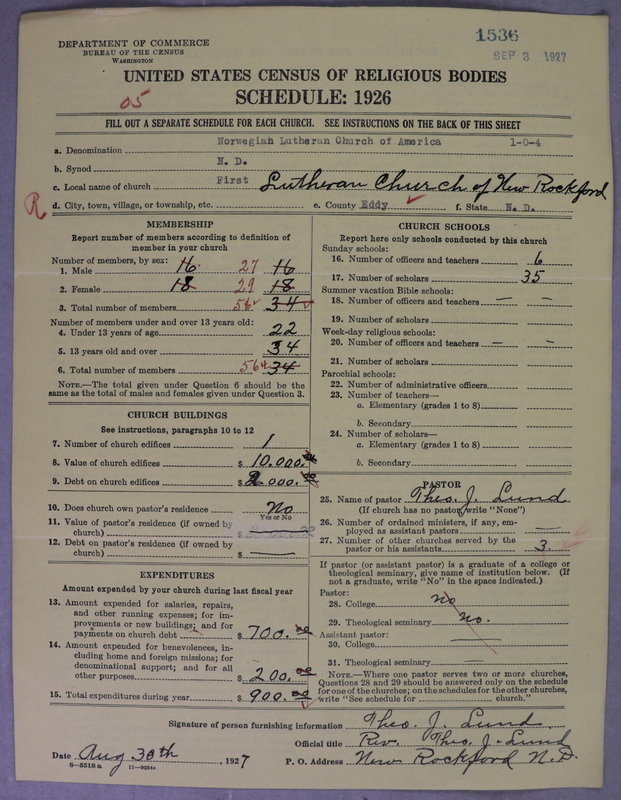 1536
SEP 3 1927
DEPARTMENT OF COMMERCE
BUREAU OF THE CENSUS
WASHINGTON
UNITED STATES CENSUS OF RELIGIOUS BODIES
05
SCHEDULE: 1926
FILL OUT A SEPARATE SCHEDULE FOR EACH CHURCH. SEE INSTRUCTIONS ON THE BACK OF THIS SHEET
a. Denomination Norwegian Lutheran Church of America 1-0-4
b. Synod N. D.
c. Local name of church First Lutheran Church of New Rockford
R d. City, town, village, or township, etc. e. County Eddy f. State N. D.
MEMBERSHIP
Report number of members according to definition of
member in your church
Number of members, by sex:
1. Male 16 27 16
2. Female 18 29 18
3. Total number of members 56 34
Number of members under and over 13 years old:
4. Under 13 years of age 22
5. 13 years old and over 34
6. Total number of members 56 34
NOTE.—The total given under Question 6 should be
same as the total of males and females given under Question 3.
CHURCH BUILDINGS
See instructions, paragraphs 10 to 12
7. Number of church edifices 1
8. Value of church edifices $ 10.000.
9. Debt on church edifices $ 2.000.
10. Does church own pastor's residence No
Yes or No
11. Value of pastor's residence (if owned by
church) $
12. Debt on pastor's residence (if owned by
church) $ —
EXPENDITURES
Amount expended by your church during last fiscal year
13. Amount expended for salaries, repairs,
and other running expenses; for im-
provements or new buildings; and for
payments on church debt $ 700. 00
14. Amount expended for benevolences, in-
cluding home and foreign missions; for
denominational support; and for all
other purposes $ 200. 00
15. Total expenditures during year $ 900. 00
CHURCH SCHOOLS
Report here only schools conducted by this church
Sunday schools:
16. Number of officers and teachers 6
17. Number of scholars 35
Summer vacation Bible schools:
18. Number of officers and teachers — —
19. Number of scholars
Week-day religious schools:
20. Number of officers and teachers — —
21. Number of scholars
Parochial schools:
22. Number of administrative officers
23. Number of teachers—
a. Elementary (grades 1 to 8)
b. Secondary
24. Number of scholars—
a. Elementary (grades 1 to 8)
b. Secondary
PASTOR
25. Name of pastor Theo. J. Lund
(If church has no pastor, write "None")
26. Number of ordained ministers, if any, em-
ployed as assistant pastors —
27. Number of other churches served by the
pastor or his assistants 3.
If pastor (or assistant pastor) is a graduate of a college or
theological seminary, give name of institution below. (If
not a graduate, write "No" in the space indicated.)
Pastor:
28. College no
29. Theological seminary no.
Assistant pastor:
30. College —
31. Theological seminary —
NOTE.—Where one pastor serves two or more churches,
Questions 28 and 29 should be answered only on the schedule
for one of the churches; on the schedules for the other churches,
write "See schedule for church."
Signature of person furnishing information Theo. J. Lund
Official title Rev. Theo. J. Lund
Date Aug 30th, 1927 P. O. Address New Rockford N. D.
8—5518a 11—9034